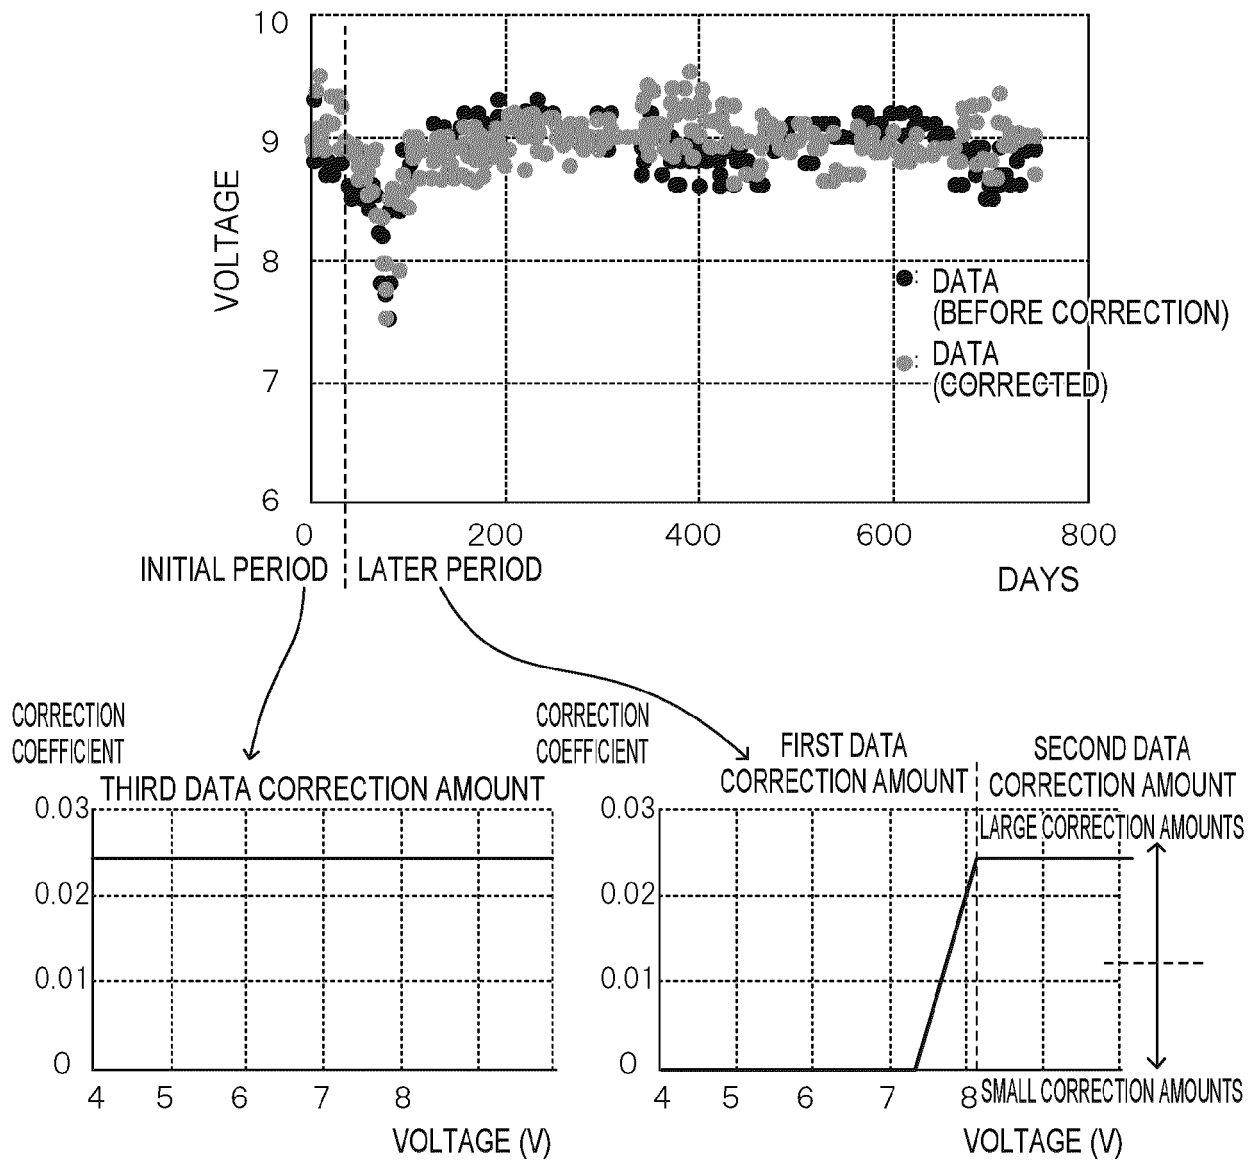 10
9
8
7
6
VOLTAGE
: DATA
(BEFORE CORRECTION)
: DATA
(CORRECTED)
0 200 400 600 800
INITIAL PERIOD LATER PERIOD
DAYS
CORRECTION
COEFFICIENT
THIRD DATA CORRECTION AMOUNT
0.03
0.02
0.01
0
4 5 6 7 8
VOLTAGE (V)
CORRECTION
COEFFICIENT
FIRST DATA
CORRECTION AMOUNT
SECOND DATA
CORRECTION AMOUNT
LARGE CORRECTION AMOUNTS
0.03
0.02
0.01
0
SMALL CORRECTION AMOUNTS
4 5 6 7 8
VOLTAGE (V)